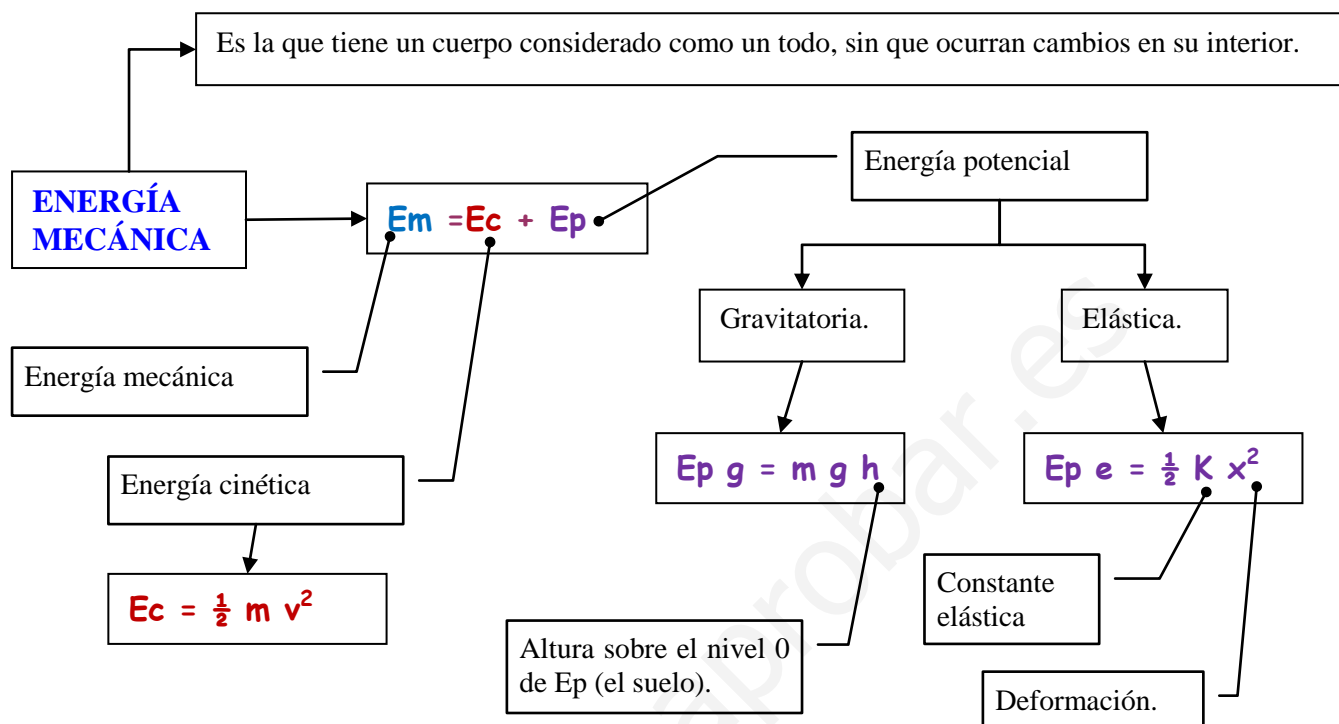 Es la que tiene un cuerpo considerado como un todo, sin que ocurran cambios en su interior.
Energía potencial
ENERGÍA
MECÁNICA
Em =Ec + Ep
Gravitatoria.
Elástica.
Energía mecánica
Ep g = m g h
Ep e = ½ K x²
Energía cinética
Constante
elástica
Ec = ½ m v²
Altura sobre el nivel 0
de Ep (el suelo).
Deformación.
aprobar.es